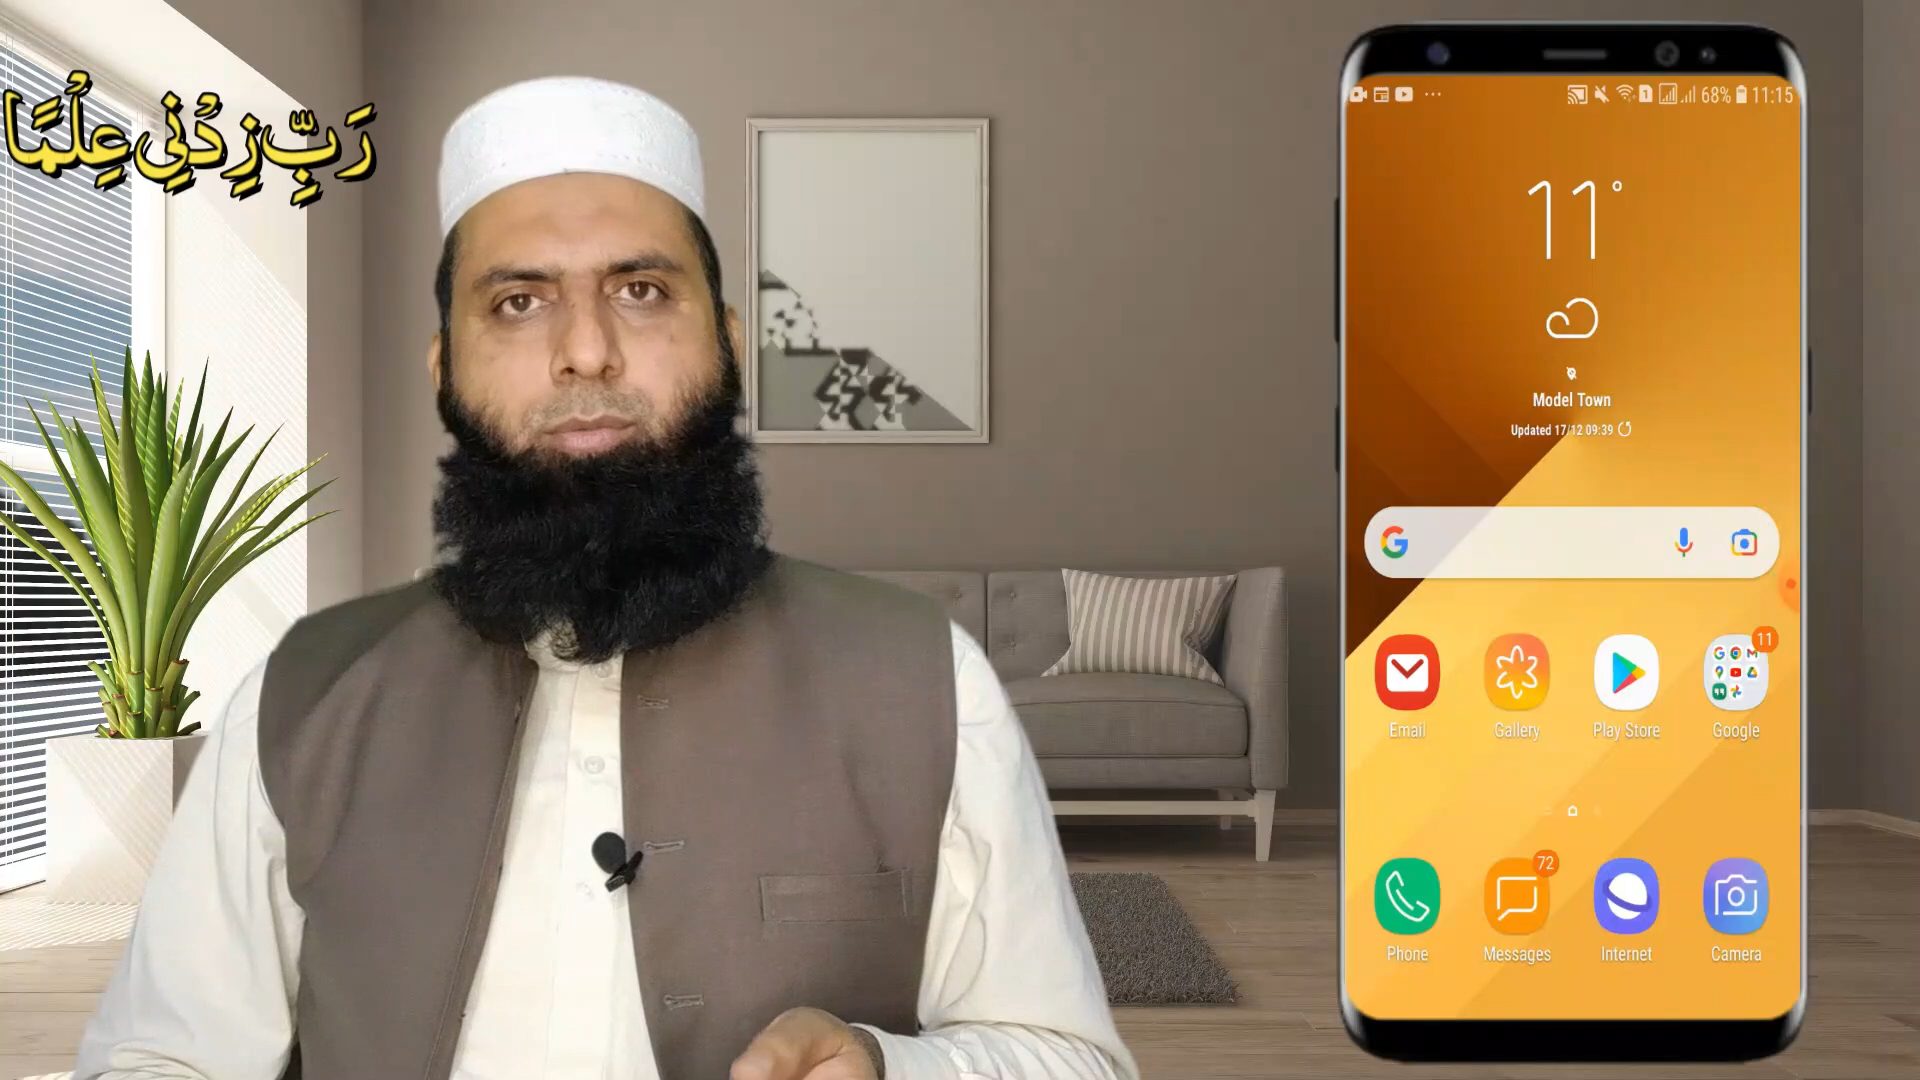 رَبِّ زِدْنِي عِلْمًا
68% 11:15
11°
Model Town
Updated 17/12 09:39
11
Email Gallery Play Store Google
72
Phone Messages Internet Camera